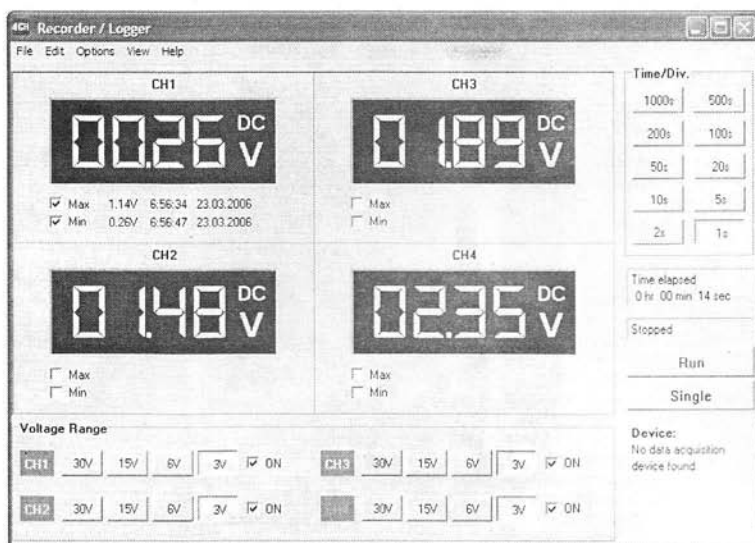 4CH Recorder / Logger
File Edit Options View Help
CH1
00.26 DC V
Max 1.14V 6:56:34 23.03.2006
Min 0.26V 6:56:47 23.03.2006
CH3
01.89 DC V
Max
Min
CH2
01.48 DC V
Max
Min
CH4
02.35 DC V
Max
Min
Time/Div.
1000s 500s
200s 100s
50s 20s
10s 5s
2s 1s
Time elapsed
0 hr 00 min 14 sec
Stopped
Run
Single
Device:
No data acquisition
device found
Voltage Range
CH1 30V 15V 6V 3V ON
CH3 30V 15V 6V 3V ON
CH2 30V 15V 6V 3V ON
CH4 30V 15V 6V 3V ON